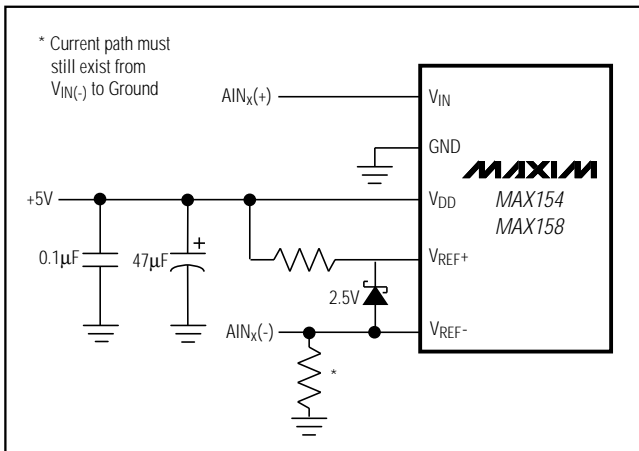 * Current path must
still exist from
VIN(-) to Ground
AINx(+)
VIN
GND
MAXIM
MAX154
MAX158
+5V
VDD
0.1µF
47µF
+
VREF+
2.5V
AINx(-)
VREF-
*